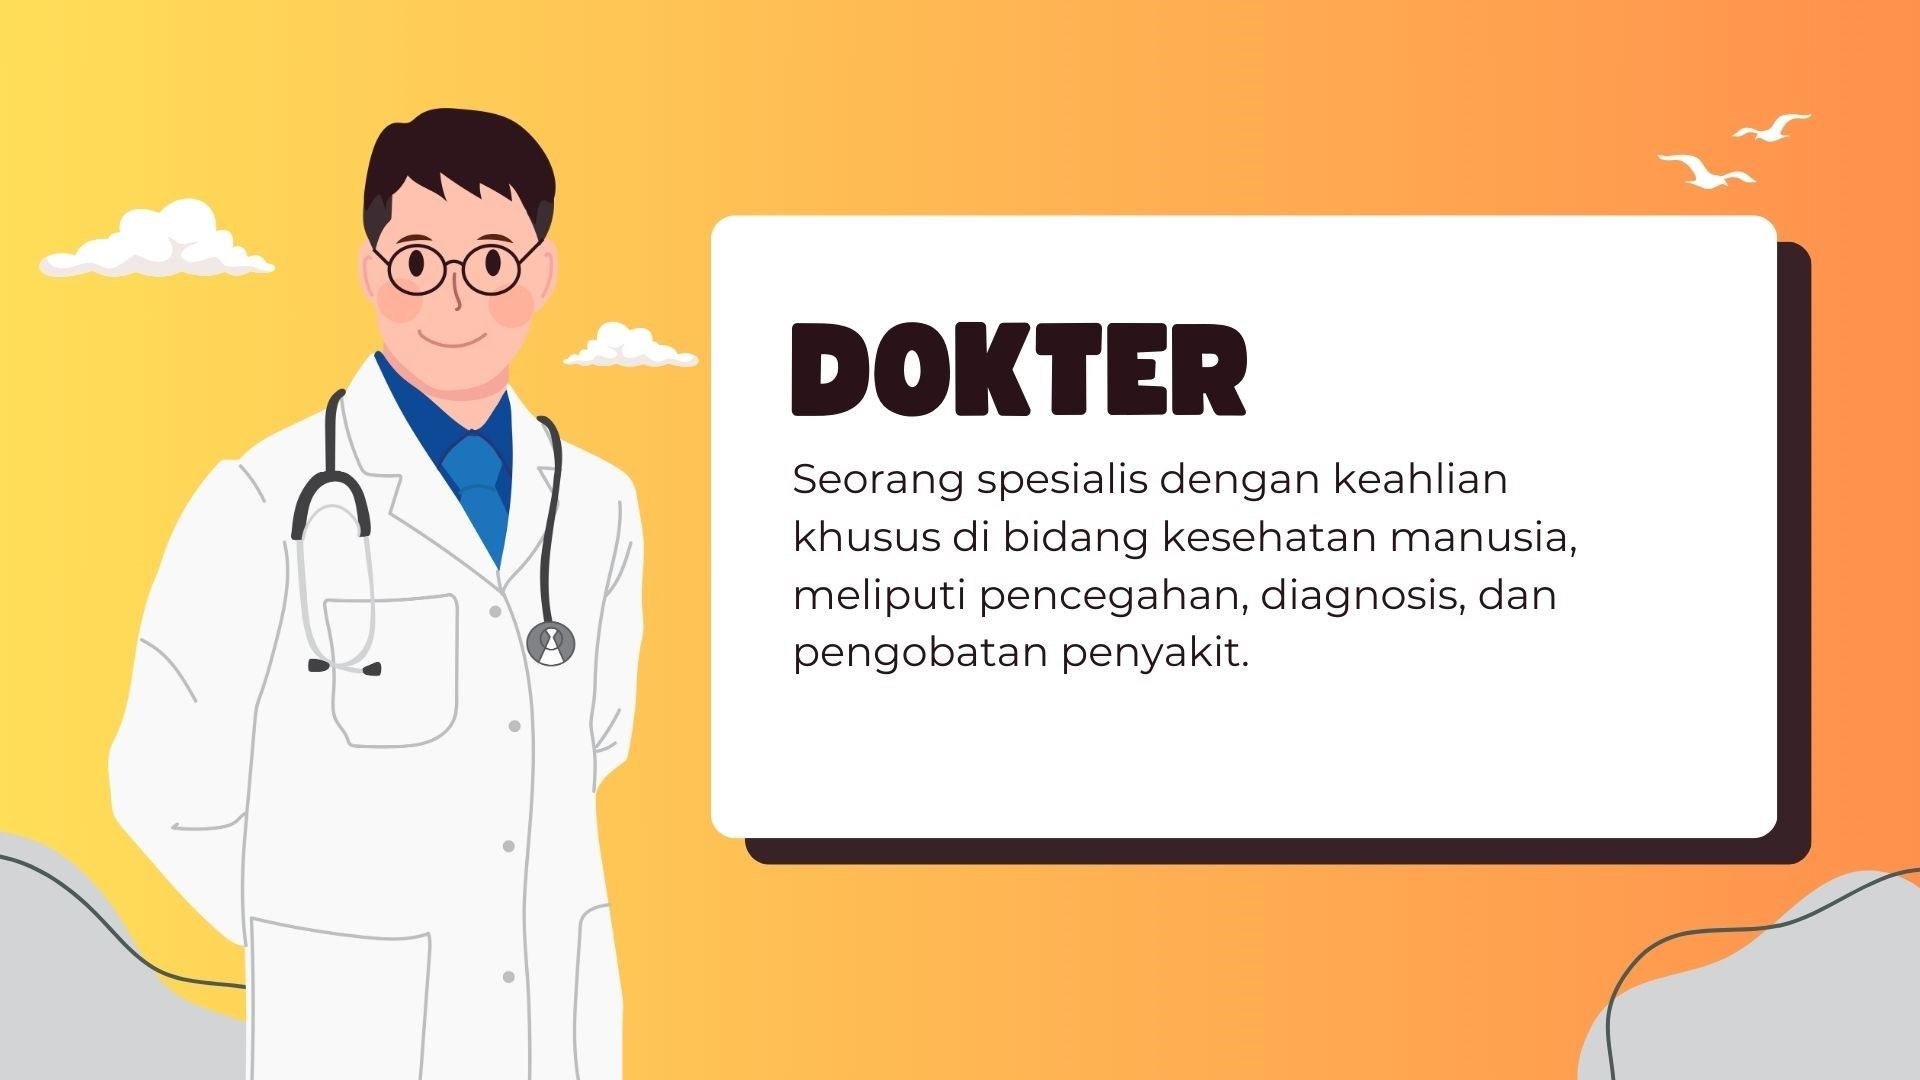 DOKTER
Seorang spesialis dengan keahlian
khusus di bidang kesehatan manusia,
meliputi pencegahan, diagnosis, dan
pengobatan penyakit.